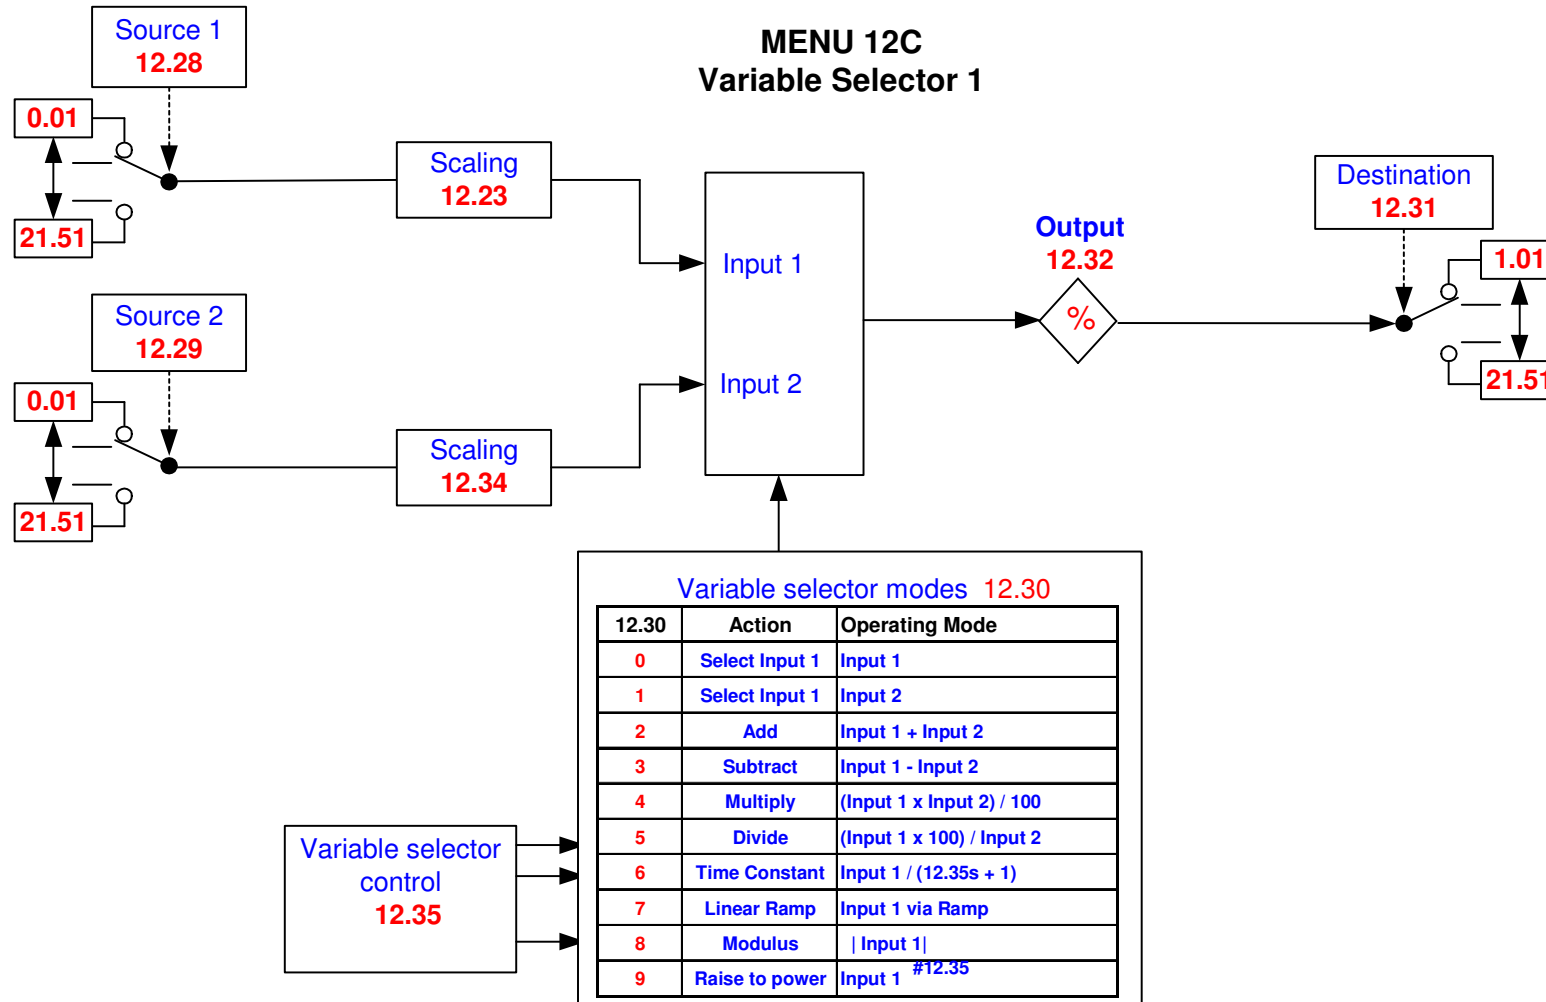 MENU 12C
Variable Selector 1
Source 1
12.28
0.01
21.51
Scaling
12.23
Input 1
Output
12.32
%
Destination
12.31
1.01
21.51
Source 2
12.29
0.01
21.51
Scaling
12.34
Input 2
Variable selector modes 12.30
12.30 Action Operating Mode
0 Select Input 1 Input 1
1 Select Input 1 Input 2
2 Add Input 1 + Input 2
3 Subtract Input 1 - Input 2
4 Multiply (Input 1 x Input 2) / 100
5 Divide (Input 1 x 100) / Input 2
6 Time Constant Input 1 / (12.35s + 1)
7 Linear Ramp Input 1 via Ramp
8 Modulus | Input 1|
9 Raise to power Input 1 #12.35
Variable selector
control
12.35